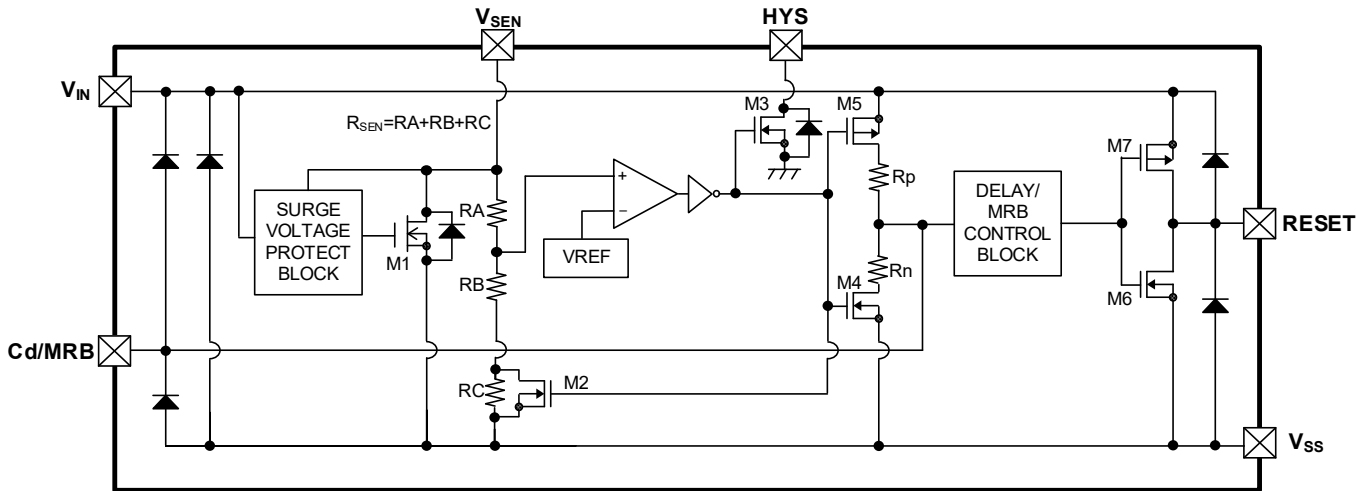 VSEN
HYS
VIN
RSEN=RA+RB+RC
M3
M5
M7
SURGE
VOLTAGE
PROTECT
BLOCK
M1
RA
RB
+
−
VREF
Rp
Rn
M4
DELAY/
MRB
CONTROL
BLOCK
RESET
M6
Cd/MRB
RC
M2
VSS